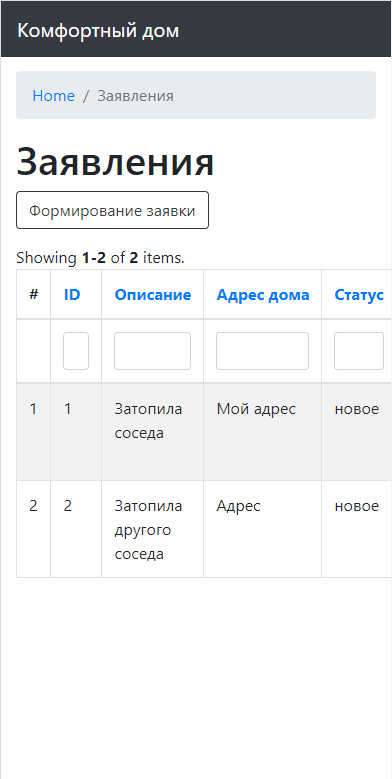 Комфортный дом
Home / Заявления
Заявления
Формирование заявки
Showing 1-2 of 2 items.
# ID Описание Адрес дома Статус
1 1 Затопила Мой адрес новое
соседа
2 2 Затопила Адрес новое
другого
соседа